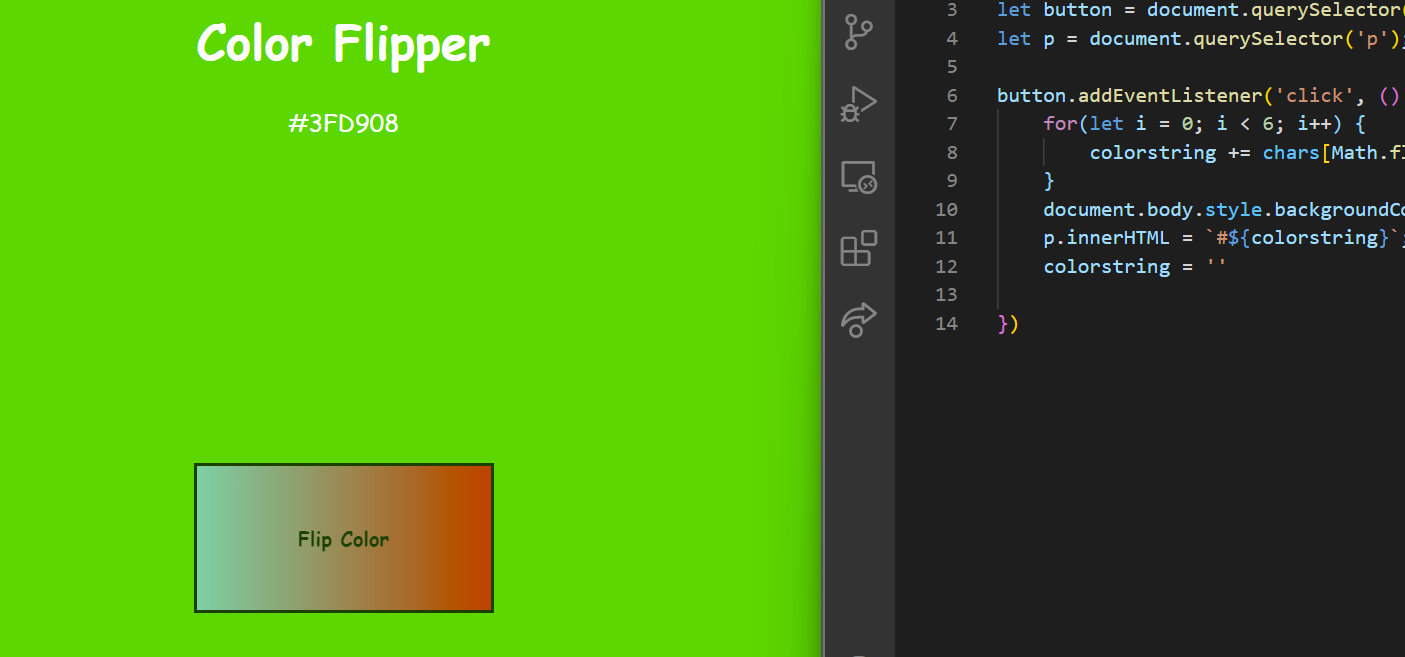 Color Flipper
#3FD908
Flip Color
3 let button = document.querySelector(
4 let p = document.querySelector('p');
5
6 button.addEventListener('click', ()
7 for(let i = 0; i < 6; i++) {
8 colorstring += chars[Math.fl
9 }
10 document.body.style.backgroundCo
11 p.innerHTML = `#${colorstring}`;
12 colorstring = ''
13
14 })